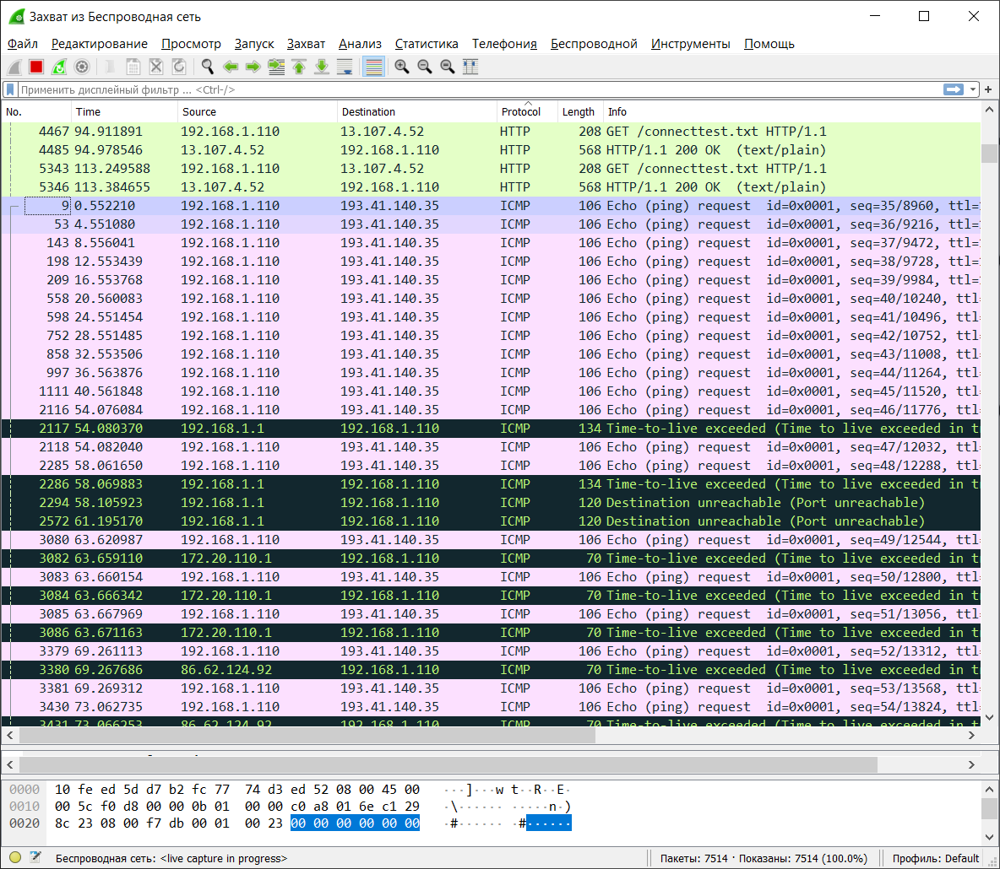 Захват из Беспроводная сеть
Файл Редактирование Просмотр Запуск Захват Анализ Статистика Телефония Беспроводной Инструменты Помощь
Применить дисплейный фильтр ... <Ctrl-/>
No. Time Source Destination Protocol Length Info
4467 94.911891 192.168.1.110 13.107.4.52 HTTP 208 GET /connecttest.txt HTTP/1.1
4485 94.978546 13.107.4.52 192.168.1.110 HTTP 568 HTTP/1.1 200 OK (text/plain)
5343 113.249588 192.168.1.110 13.107.4.52 HTTP 208 GET /connecttest.txt HTTP/1.1
5346 113.384655 13.107.4.52 192.168.1.110 HTTP 568 HTTP/1.1 200 OK (text/plain)
9 0.552210 192.168.1.110 193.41.140.35 ICMP 106 Echo (ping) request id=0x0001, seq=35/8960, ttl=
53 4.551080 192.168.1.110 193.41.140.35 ICMP 106 Echo (ping) request id=0x0001, seq=36/9216, ttl=
143 8.556041 192.168.1.110 193.41.140.35 ICMP 106 Echo (ping) request id=0x0001, seq=37/9472, ttl=
198 12.553439 192.168.1.110 193.41.140.35 ICMP 106 Echo (ping) request id=0x0001, seq=38/9728, ttl=
209 16.553768 192.168.1.110 193.41.140.35 ICMP 106 Echo (ping) request id=0x0001, seq=39/9984, ttl=
558 20.560083 192.168.1.110 193.41.140.35 ICMP 106 Echo (ping) request id=0x0001, seq=40/10240, ttl=
598 24.551454 192.168.1.110 193.41.140.35 ICMP 106 Echo (ping) request id=0x0001, seq=41/10496, ttl=
752 28.551485 192.168.1.110 193.41.140.35 ICMP 106 Echo (ping) request id=0x0001, seq=42/10752, ttl=
858 32.553506 192.168.1.110 193.41.140.35 ICMP 106 Echo (ping) request id=0x0001, seq=43/11008, ttl=
997 36.563876 192.168.1.110 193.41.140.35 ICMP 106 Echo (ping) request id=0x0001, seq=44/11264, ttl=
1111 40.561848 192.168.1.110 193.41.140.35 ICMP 106 Echo (ping) request id=0x0001, seq=45/11520, ttl=
2116 54.076084 192.168.1.110 193.41.140.35 ICMP 106 Echo (ping) request id=0x0001, seq=46/11776, ttl=
2117 54.080370 192.168.1.1 192.168.1.110 ICMP 134 Time-to-live exceeded (Time to live exceeded in t
2118 54.082040 192.168.1.110 193.41.140.35 ICMP 106 Echo (ping) request id=0x0001, seq=47/12032, ttl=
2285 58.061650 192.168.1.110 193.41.140.35 ICMP 106 Echo (ping) request id=0x0001, seq=48/12288, ttl=
2286 58.069883 192.168.1.1 192.168.1.110 ICMP 134 Time-to-live exceeded (Time to live exceeded in t
2294 58.105923 192.168.1.1 192.168.1.110 ICMP 120 Destination unreachable (Port unreachable)
2572 61.195170 192.168.1.1 192.168.1.110 ICMP 120 Destination unreachable (Port unreachable)
3080 63.620987 192.168.1.110 193.41.140.35 ICMP 106 Echo (ping) request id=0x0001, seq=49/12544, ttl=
3082 63.659110 172.20.110.1 192.168.1.110 ICMP 70 Time-to-live exceeded (Time to live exceeded in t
3083 63.660154 192.168.1.110 193.41.140.35 ICMP 106 Echo (ping) request id=0x0001, seq=50/12800, ttl=
3084 63.666342 172.20.110.1 192.168.1.110 ICMP 70 Time-to-live exceeded (Time to live exceeded in t
3085 63.667969 192.168.1.110 193.41.140.35 ICMP 106 Echo (ping) request id=0x0001, seq=51/13056, ttl=
3086 63.671163 172.20.110.1 192.168.1.110 ICMP 70 Time-to-live exceeded (Time to live exceeded in t
3379 69.261113 192.168.1.110 193.41.140.35 ICMP 106 Echo (ping) request id=0x0001, seq=52/13312, ttl=
3380 69.267686 86.62.124.92 192.168.1.110 ICMP 70 Time-to-live exceeded (Time to live exceeded in t
3381 69.269312 192.168.1.110 193.41.140.35 ICMP 106 Echo (ping) request id=0x0001, seq=53/13568, ttl=
3430 73.062735 192.168.1.110 193.41.140.35 ICMP 106 Echo (ping) request id=0x0001, seq=54/13824, ttl=
3431 73.066253 86.62.124.92 192.168.1.110 ICMP 70 Time-to-live exceeded (Time to live exceeded in t
0000 10 fe ed 5d d7 b2 fc 77 74 d3 ed 52 08 00 45 00 ···]···w t··R··E·
0010 00 5c f0 d8 00 00 0b 01 00 00 c0 a8 01 6e c1 29 ·\······ ·····n·)
0020 8c 23 08 00 f7 db 00 01 00 23 00 00 00 00 00 00 ·#······ ·#······
Беспроводная сеть: <live capture in progress>
Пакеты: 7514 · Показаны: 7514 (100.0%)
Профиль: Default